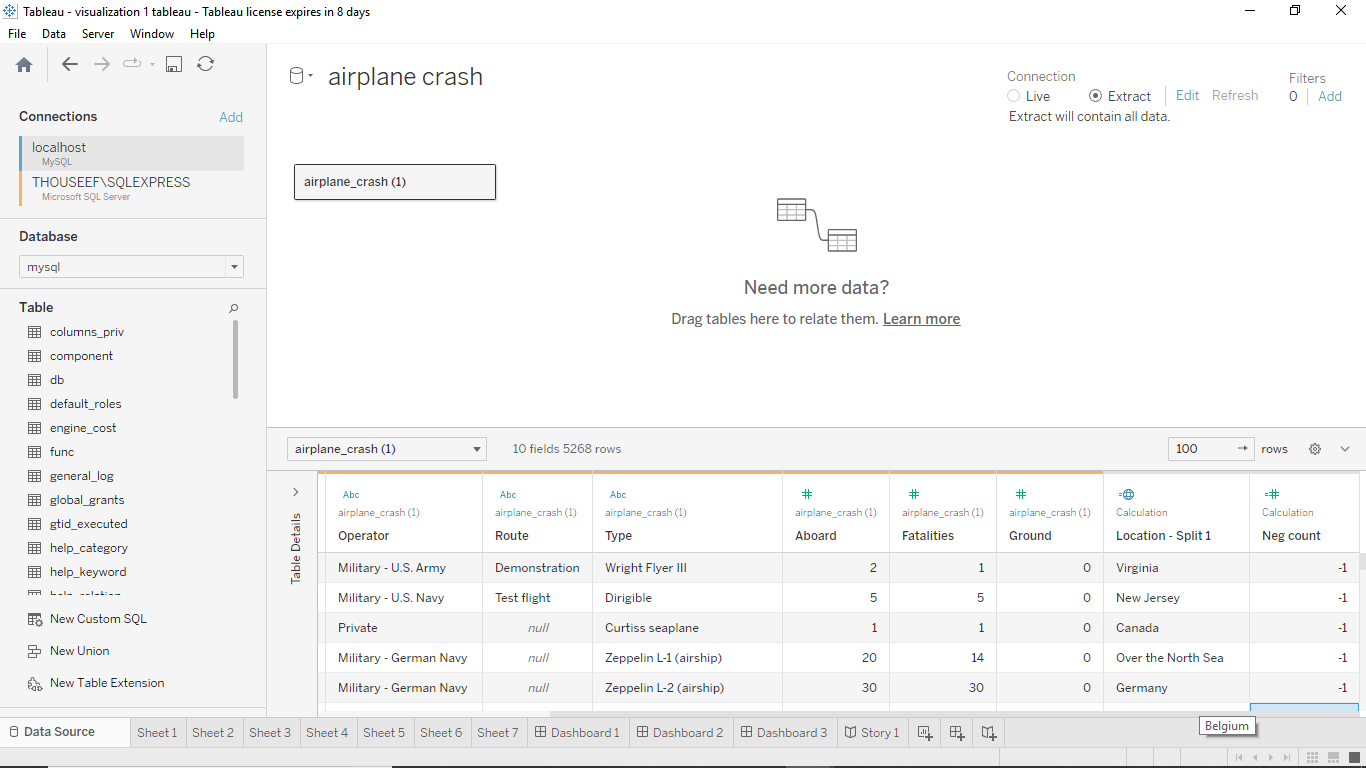 Tableau - visualization 1 tableau - Tableau license expires in 8 days
File Data Server Window Help
Connections Add
localhost
MySQL
THOUSEEF\SQLEXPRESS
Microsoft SQL Server
Database
mysql
Table
columns_priv
component
db
default_roles
engine_cost
func
general_log
global_grants
gtid_executed
help_category
help_keyword
help_relation
New Custom SQL
New Union
New Table Extension
airplane crash
Connection
Live Extract Edit Refresh
Extract will contain all data.
Filters
0 Add
airplane_crash (1)
Need more data?
Drag tables here to relate them. Learn more
airplane_crash (1) 10 fields 5268 rows 100 rows
Table Details
Abc Abc Abc
airplane_crash (1) airplane_crash (1) airplane_crash (1) airplane_crash (1) airplane_crash (1) airplane_crash (1) Calculation Calculation
Operator Route Type Aboard Fatalities Ground Location - Split 1 Neg count
Military - U.S. Army Demonstration Wright Flyer III 2 1 0 Virginia -1
Military - U.S. Navy Test flight Dirigible 5 5 0 New Jersey -1
Private null Curtiss seaplane 1 1 0 Canada -1
Military - German Navy null Zeppelin L-1 (airship) 20 14 0 Over the North Sea -1
Military - German Navy null Zeppelin L-2 (airship) 30 30 0 Germany -1
Belgium
Data Source Sheet 1 Sheet 2 Sheet 3 Sheet 4 Sheet 5 Sheet 6 Sheet 7 Dashboard 1 Dashboard 2 Dashboard 3 Story 1